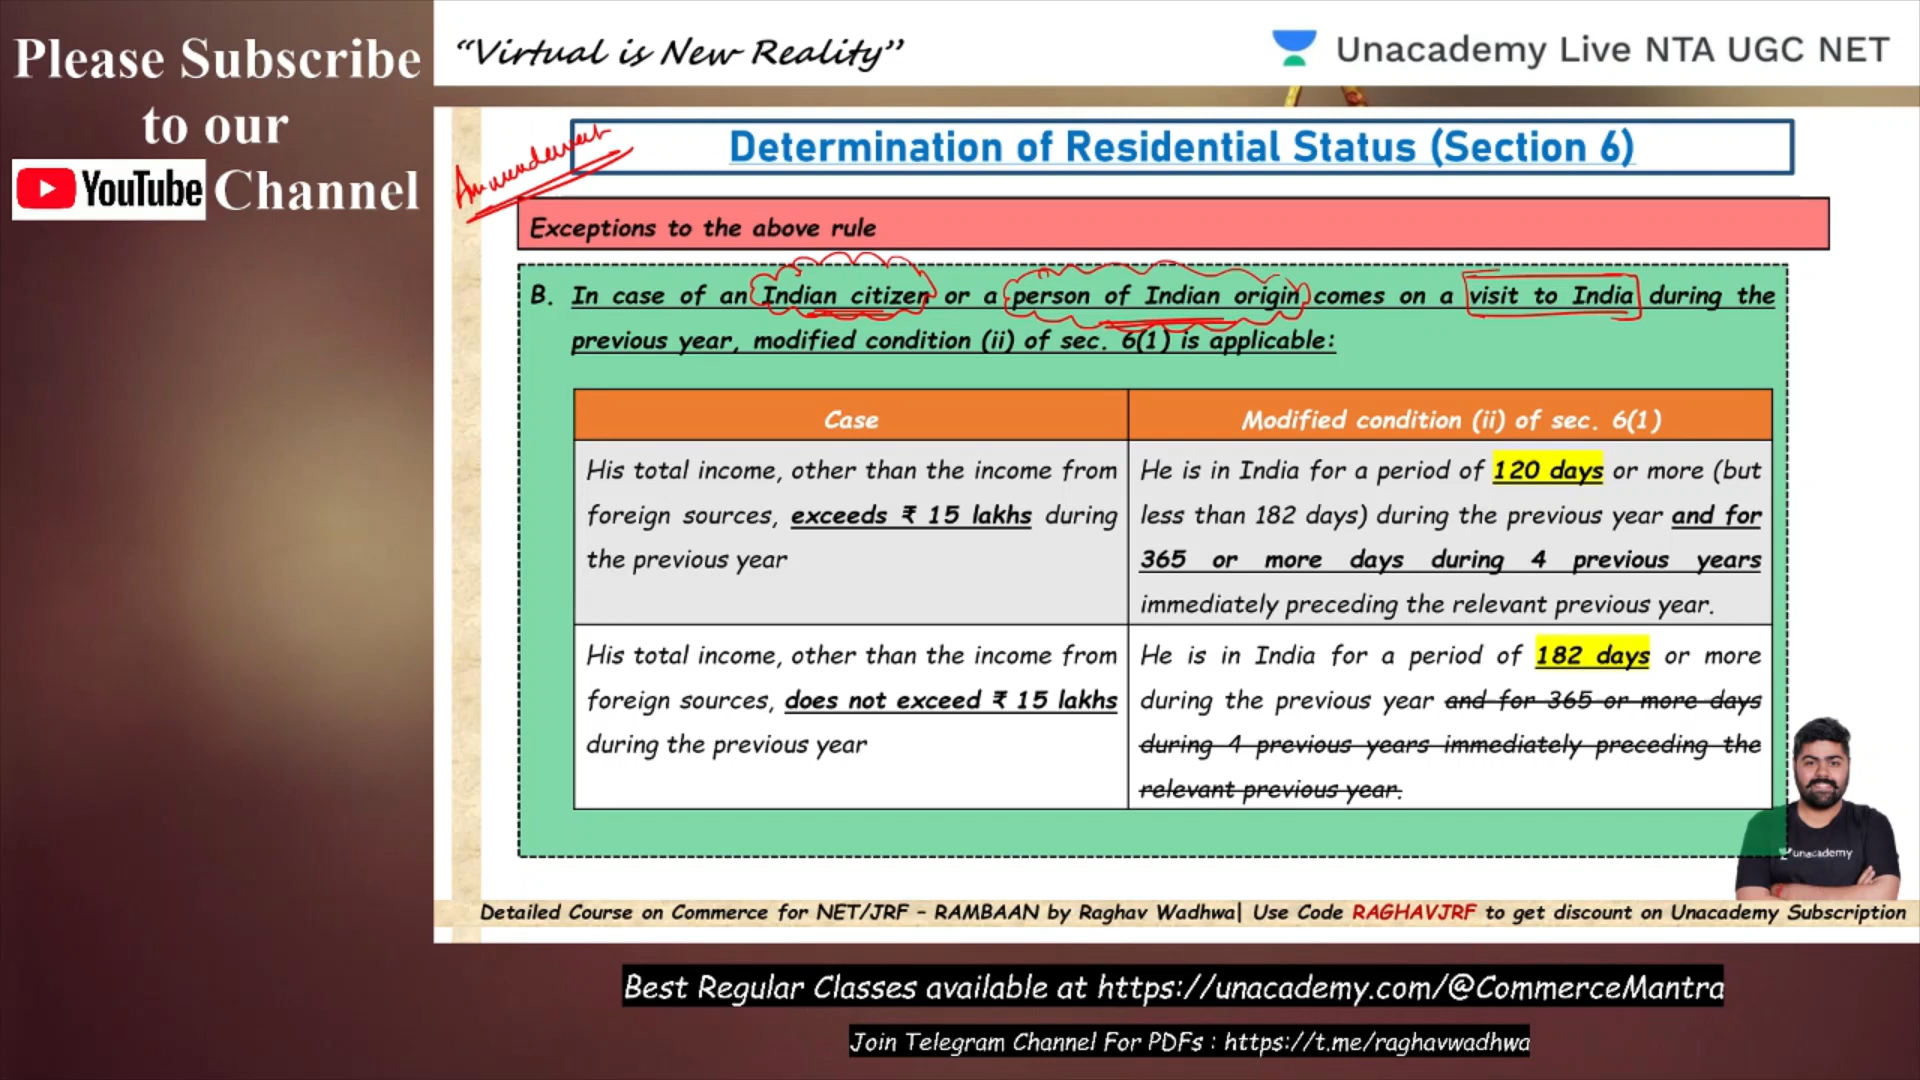 Please Subscribe
to our
YouTube Channel
“Virtual is New Reality”
Unacademy Live NTA UGC NET
Determination of Residential Status (Section 6)
Exceptions to the above rule
B. In case of an Indian citizen or a person of Indian origin comes on a visit to India during the
previous year, modified condition (ii) of sec. 6(1) is applicable:
Case
Modified condition (ii) of sec. 6(1)
His total income, other than the income from
foreign sources, exceeds ₹ 15 lakhs during
the previous year
He is in India for a period of 120 days or more (but
less than 182 days) during the previous year and for
365 or more days during 4 previous years
immediately preceding the relevant previous year.
His total income, other than the income from
foreign sources, does not exceed ₹ 15 lakhs
during the previous year
He is in India for a period of 182 days or more
during the previous year and for 365 or more days
during 4 previous years immediately preceding the
relevant previous year.
unacademy
Detailed Course on Commerce for NET/JRF – RAMBAAN by Raghav Wadhwa| Use Code RAGHAVJRF to get discount on Unacademy Subscription
Best Regular Classes available at https://unacademy.com/@CommerceMantra
Join Telegram Channel For PDFs : https://t.me/raghavwadhwa